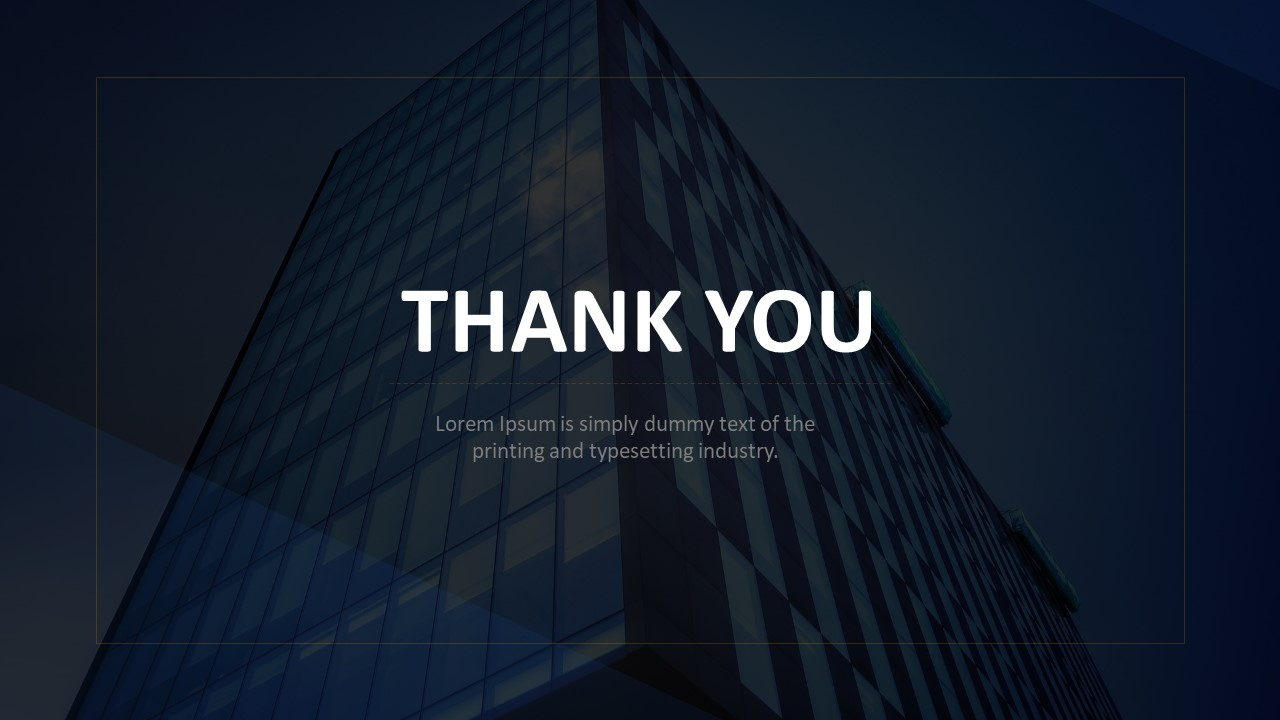 THANK YOU
Lorem Ipsum is simply dummy text of the
printing and typesetting industry.